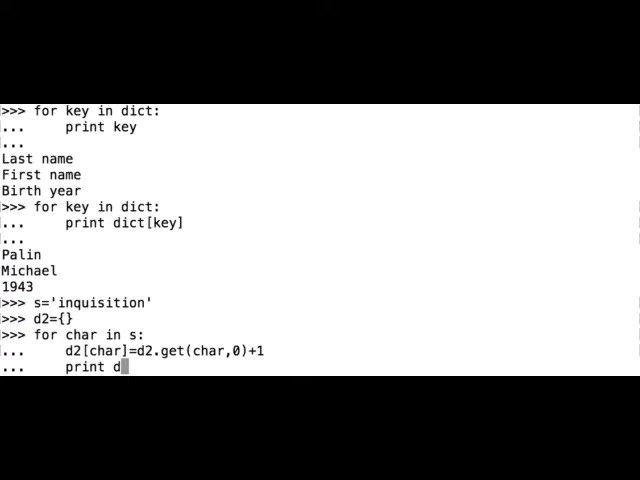 >>> for key in dict:
...     print key
...
Last name
First name
Birth year
>>> for key in dict:
...     print dict[key]
...
Palin
Michael
1943
>>> s='inquisition'
>>> d2={}
>>> for char in s:
...     d2[char]=d2.get(char,0)+1
...     print d